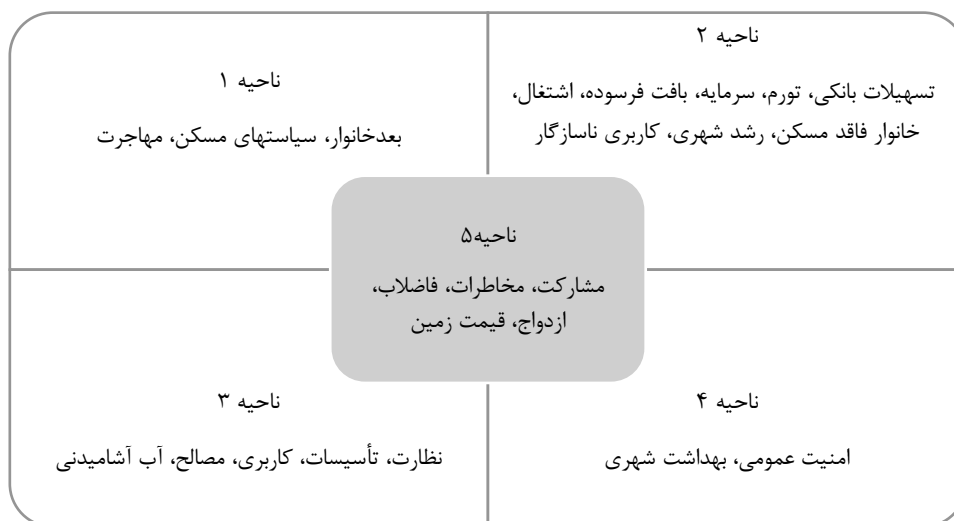 ناحیه ۲
تسهیلات بانکی، تورم، سرمایه، بافت فرسوده، اشتغال،
خانوار فاقد مسکن، رشد شهری، کاربری ناسازگار
ناحیه ۱
بعدخانوار، سیاستهای مسکن، مهاجرت
ناحیه۵
مشارکت، مخاطرات، فاضلاب،
ازدواج، قیمت زمین
ناحیه ۴
امنیت عمومی، بهداشت شهری
ناحیه ۳
نظارت، تأسیسات، کاربری، مصالح، آب آشامیدنی